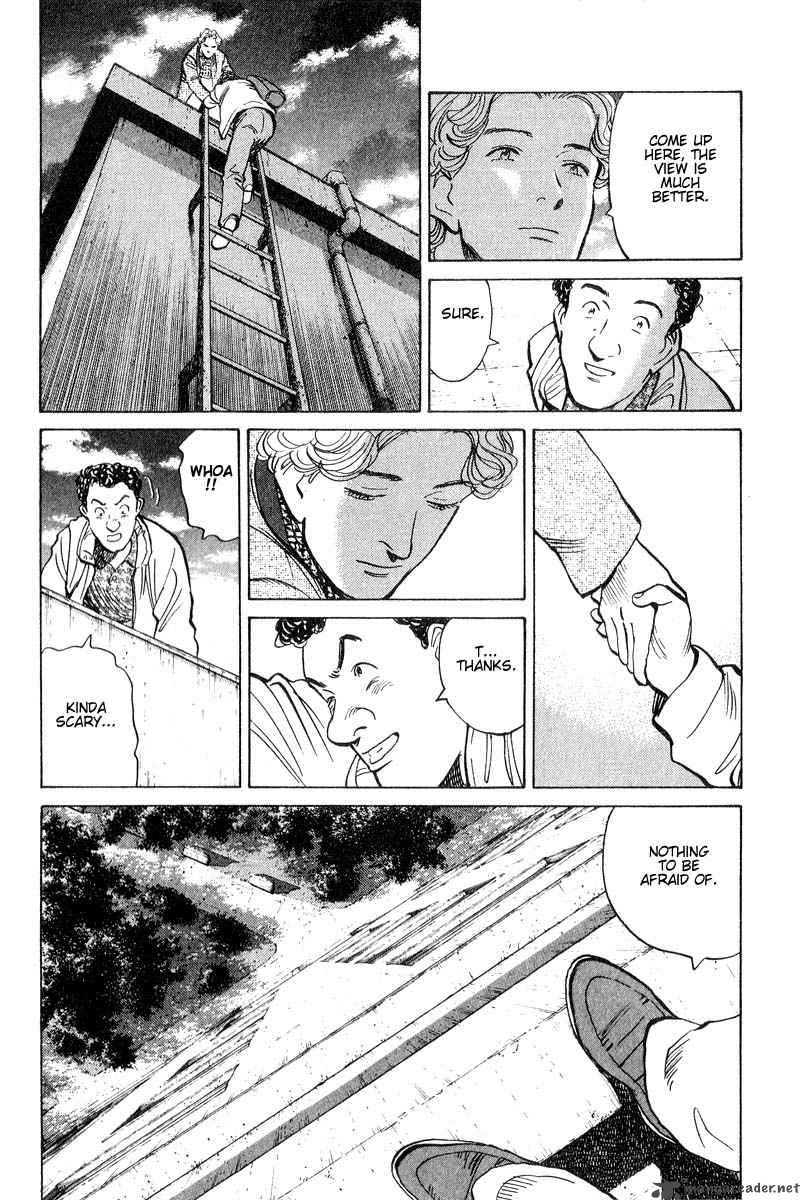 COME UP
HERE, THE
VIEW IS
MUCH
BETTER.
SURE.
T...
THANKS.
WHOA
!!
KINDA
SCARY...
NOTHING
TO BE
AFRAID OF.